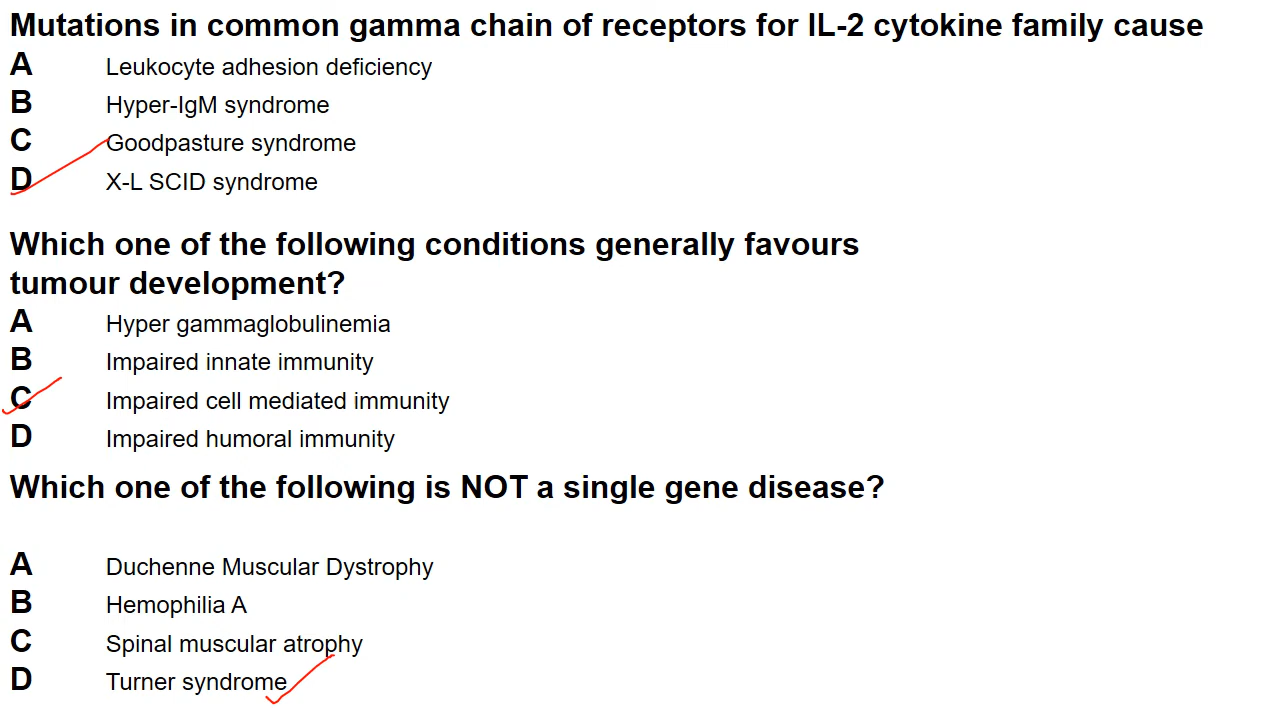 Mutations in common gamma chain of receptors for IL-2 cytokine family cause
A Leukocyte adhesion deficiency
B Hyper-IgM syndrome
C Goodpasture syndrome
D X-L SCID syndrome
Which one of the following conditions generally favours
tumour development?
A Hyper gammaglobulinemia
B Impaired innate immunity
C Impaired cell mediated immunity
D Impaired humoral immunity
Which one of the following is NOT a single gene disease?
A Duchenne Muscular Dystrophy
B Hemophilia A
C Spinal muscular atrophy
D Turner syndrome